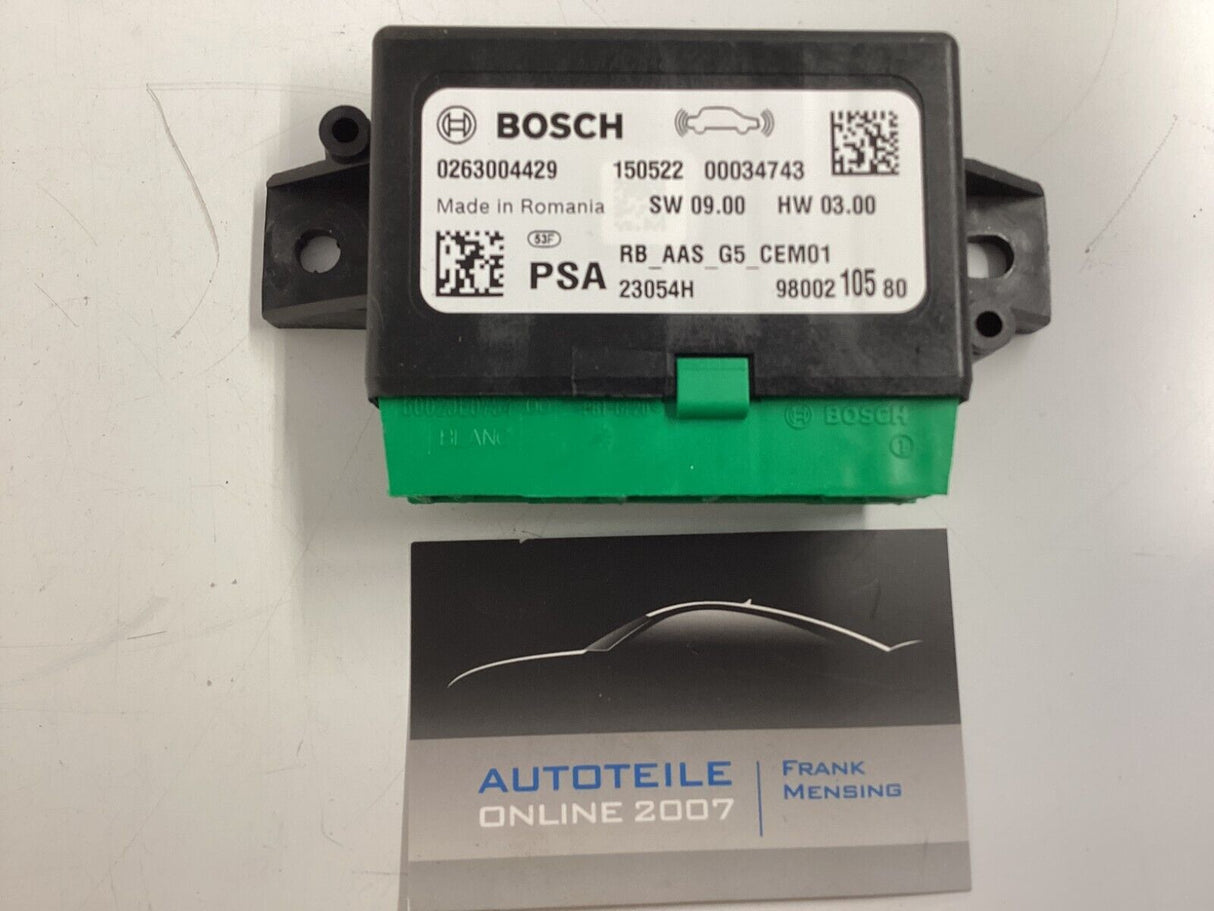 BOSCH
0263004429 150522 00034743
Made in Romania SW 09.00 HW 03.00
53F
RB_AAS_G5_CEM01
PSA 23054H 98002 105 80
BOSCH
BLANC
1
AUTOTEILE
ONLINE 2007
FRANK
MENSING